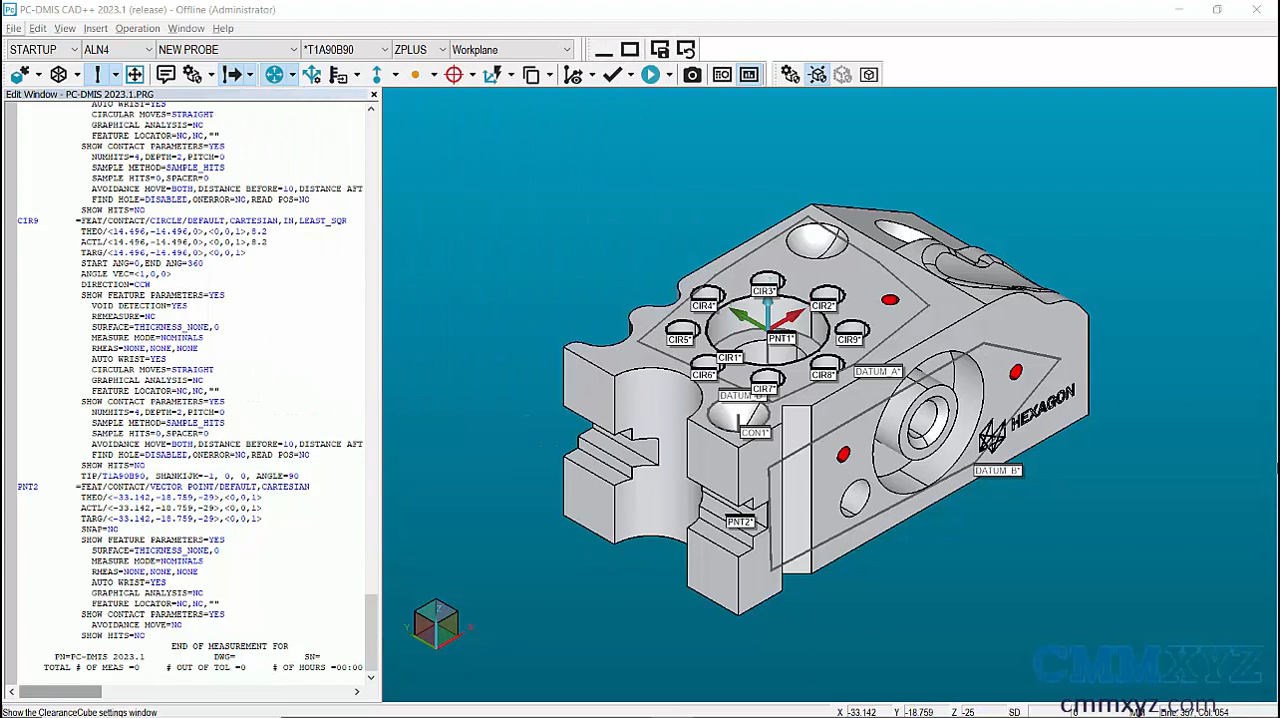 PC-DMIS CAD++ 2023.1 (release) - Offline (Administrator)
File Edit View Insert Operation Window Help
STARTUP ALN4 NEW PROBE *T1A90B90 ZPLUS Workplane
Edit Window - PC-DMIS 2023.1.PRG
AUTO WRIST=YES
CIRCULAR MOVES=STRAIGHT
GRAPHICAL ANALYSIS=NO
FEATURE LOCATOR=NO,NO,""
SHOW CONTACT PARAMETERS=YES
NUMHITS=4,DEPTH=2,PITCH=0
SAMPLE METHOD=SAMPLE_HITS
SAMPLE HITS=0,SPACER=0
AVOIDANCE MOVE=BOTH,DISTANCE BEFORE=10,DISTANCE AFT
FIND HOLE=DISABLED,ONERROR=NO,READ POS=NO
SHOW HITS=NO
CIR9 =FEAT/CONTACT/CIRCLE/DEFAULT,CARTESIAN,IN,LEAST_SQR
THEO/<14.496,-14.496,0>,<0,0,1>,8.2
ACTL/<14.496,-14.496,0>,<0,0,1>,8.2
TARG/<14.496,-14.496,0>,<0,0,1>
START ANG=0,END ANG=360
ANGLE VEC=<1,0,0>
DIRECTION=CCW
SHOW FEATURE PARAMETERS=YES
VOID DETECTION=YES
REMEASURE=NO
SURFACE=THICKNESS_NONE,0
MEASURE MODE=NOMINALS
RMEAS=NONE,NONE,NONE
AUTO WRIST=YES
CIRCULAR MOVES=STRAIGHT
GRAPHICAL ANALYSIS=NO
FEATURE LOCATOR=NO,NO,""
SHOW CONTACT PARAMETERS=YES
NUMHITS=4,DEPTH=2,PITCH=0
SAMPLE METHOD=SAMPLE_HITS
SAMPLE HITS=0,SPACER=0
AVOIDANCE MOVE=BOTH,DISTANCE BEFORE=10,DISTANCE AFT
FIND HOLE=DISABLED,ONERROR=NO,READ POS=NO
SHOW HITS=NO
TIP/T1A90B90, SHANKIJK=-1, 0, 0, ANGLE=90
PNT2 =FEAT/CONTACT/VECTOR POINT/DEFAULT,CARTESIAN
THEO/<-33.142,-18.759,-29>,<0,0,1>
ACTL/<-33.142,-18.759,-29>,<0,0,1>
TARG/<-33.142,-18.759,-29>,<0,0,1>
SNAP=NO
SHOW FEATURE PARAMETERS=YES
SURFACE=THICKNESS_NONE,0
MEASURE MODE=NOMINALS
RMEAS=NONE,NONE,NONE
AUTO WRIST=YES
GRAPHICAL ANALYSIS=NO
FEATURE LOCATOR=NO,NO,""
SHOW CONTACT PARAMETERS=YES
AVOIDANCE MOVE=NO
SHOW HITS=NO
END OF MEASUREMENT FOR
PN=PC-DMIS 2023.1 DWG= SN=
TOTAL # OF MEAS =0 # OUT OF TOL =0 # OF HOURS =00:00
CIR3*
CIR4* CIR2*
CIR5* PNT1* CIR9*
CIR1*
CIR6* CIR7* CIR8* DATUM_A*
CON1*
HEXAGON
DATUM_B*
PNT2*
Z
Y X
CMMXYZ
cmmxyz.com
Show the ClearanceCube settings window X -33.142 Y -18.759 Z -25 SD